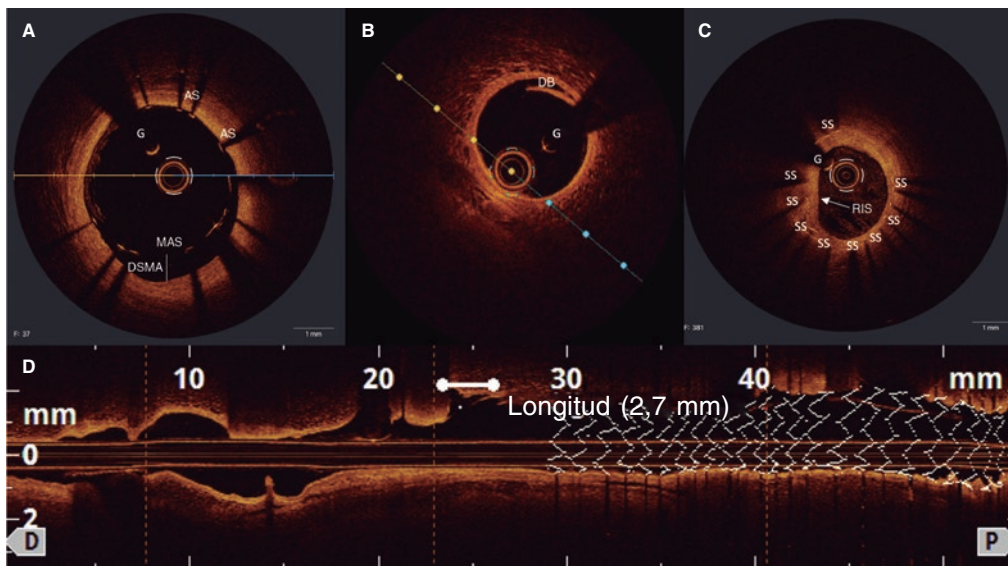 A
AS
AS
G
MAS
DSMA
F: 37
1 mm
B
DB
G
C
SS
SS
G
SS
SS
SS
SS
SS
SS
SS
SS
RIS
F: 381
1 mm
D
10
20
30
40
mm
mm
Longitud (2,7 mm)
0
2
D
P